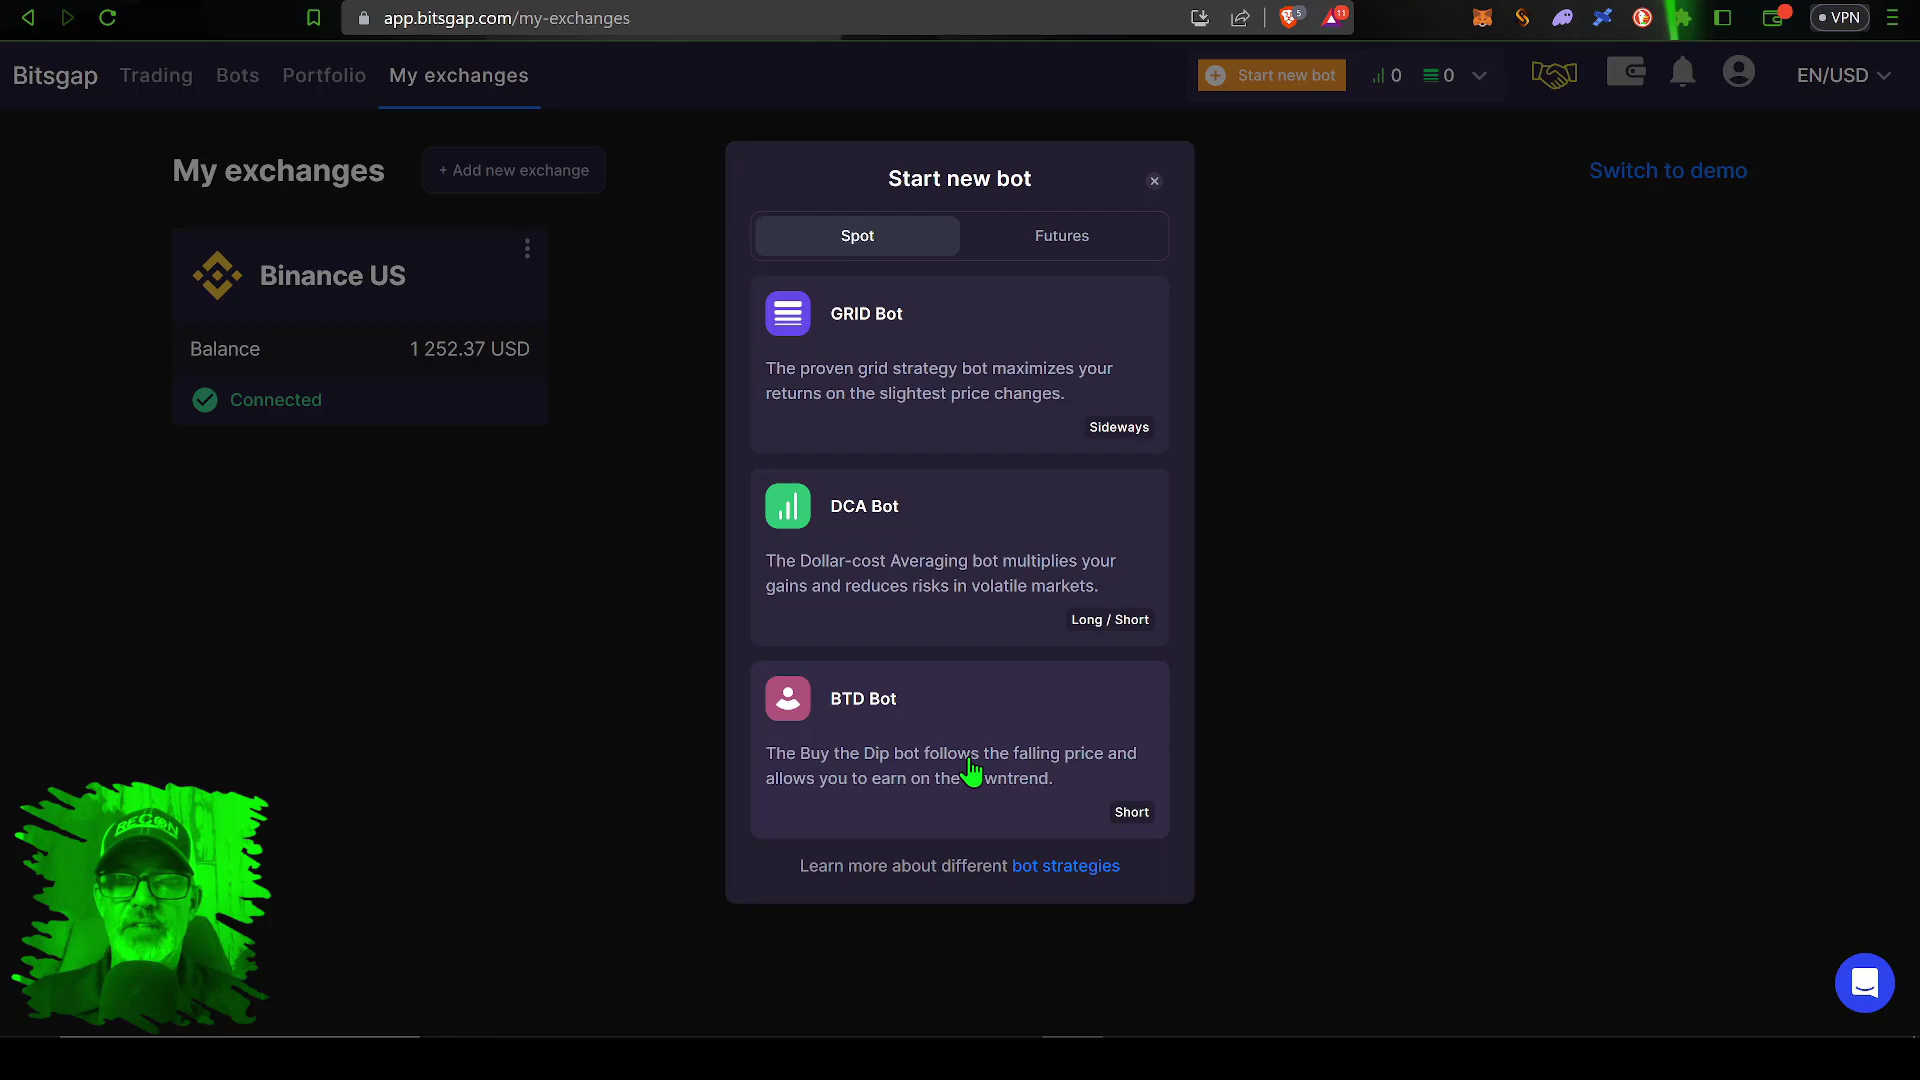 app.bitsgap.com/my-exchanges
5
11
VPN
Bitsgap
Trading
Bots
Portfolio
My exchanges
Start new bot
0
0
EN/USD
My exchanges
+ Add new exchange
Switch to demo
Binance US
Balance
1 252.37 USD
Connected
Start new bot
Spot
Futures
GRID Bot
The proven grid strategy bot maximizes your
returns on the slightest price changes.
Sideways
DCA Bot
The Dollar-cost Averaging bot multiplies your
gains and reduces risks in volatile markets.
Long / Short
BTD Bot
The Buy the Dip bot follows the falling price and
allows you to earn on the wntrend.
Short
Learn more about different bot strategies
RECON